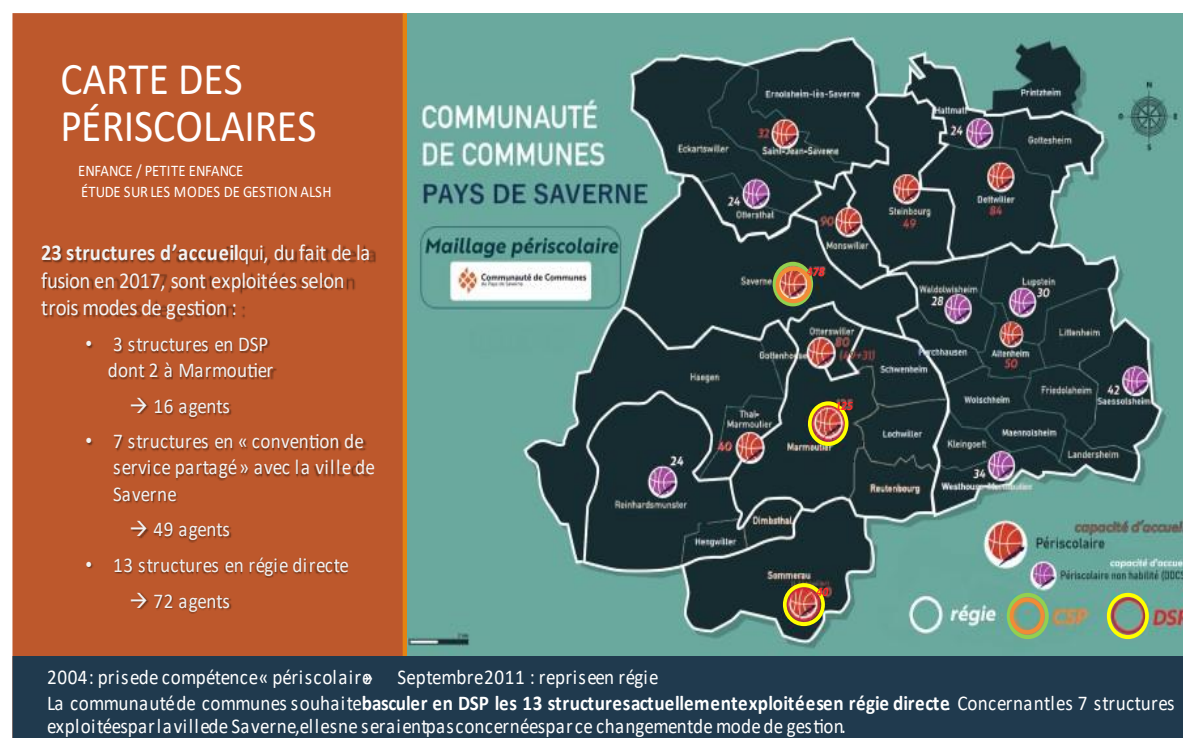 CARTE DES
PÉRISCOLAIRES
ENFANCE / PETITE ENFANCE
ÉTUDE SUR LES MODES DE GESTION ALSH
23 structures d'accueil qui, du fait de la
fusion en 2017, sont exploitées selon
trois modes de gestion :
• 3 structures en DSP
dont 2 à Marmoutier
→ 16 agents
• 7 structures en « convention de
service partagé » avec la ville de
Saverne
→ 49 agents
• 13 structures en régie directe
→ 72 agents
COMMUNAUTÉ
DE COMMUNES
PAYS DE SAVERNE
Maillage périscolaire
Communauté de Communes
du Pays de Saverne
Printzheim
N
Ernolsheim-lès-Saverne
Hattmatt
24
Gottesheim
32
Saint-Jean-Saverne
Eckartswiller
24
Ottersthal
Dettwiller
84
Steinbourg
49
90
Monswiller
Saverne
Waldolwisheim
28
Lupstein
30
Otterswiller
80
(49+31)
Gottenhouse
Altenheim
50
Littenheim
Schwenheim
Haegen
42
Saessolsheim
Friedolsheim
Wolschheim
Thal-
Marmoutier
40
Marmoutier
Lochwiller
Kleingoeft
Maennolsheim
Landersheim
24
Reinhardsmunster
34
Reutenbourg
Dimbsthal
Hengwiller
Sommerau
capacité d'accueil
Périscolaire
capacité d'accueil
Périscolaire non habilité (DDCS
régie
CSP
DSP
2004 : prise de compétence « périscolaire » Septembre 2011 : reprise en régie
La communauté de communes souhaite basculer en DSP les 13 structures actuellement exploitées en régie directe. Concernant les 7 structures
exploitées par la ville de Saverne, elles ne seraient pas concernées par ce changement de mode de gestion.